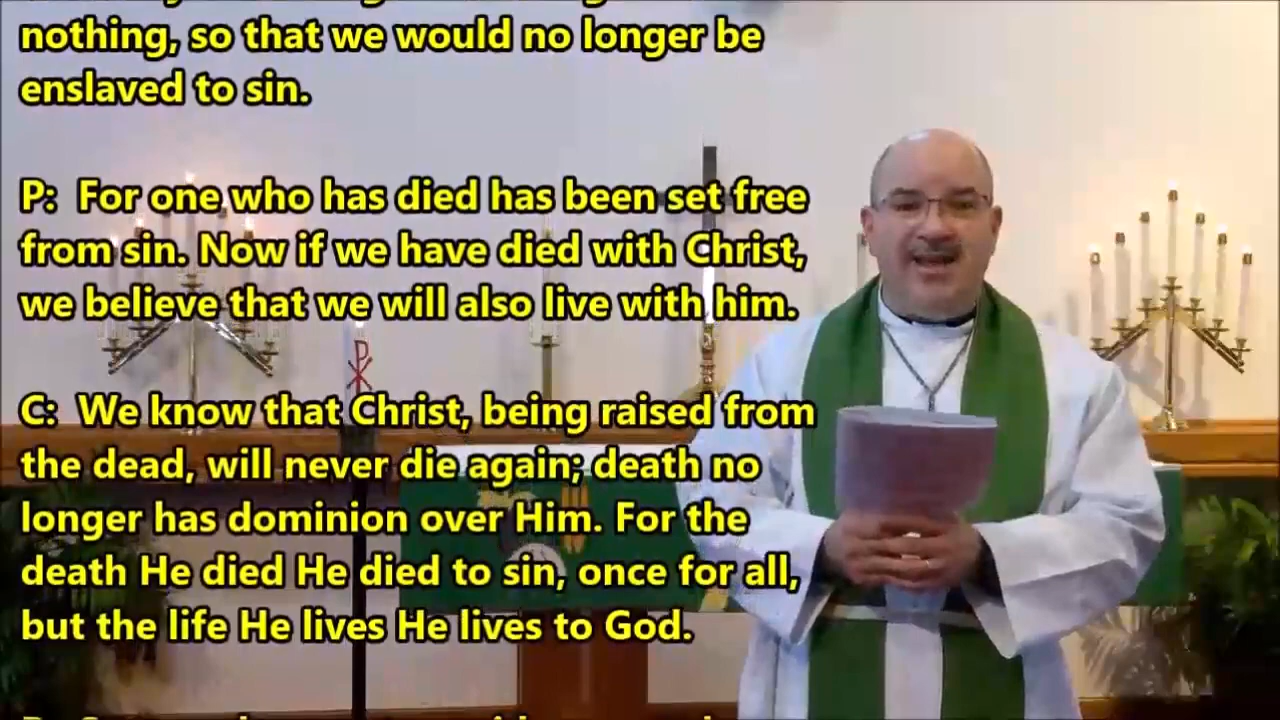 nothing, so that we would no longer be
enslaved to sin.
P: For one who has died has been set free
from sin. Now if we have died with Christ,
we believe that we will also live with him.
C: We know that Christ, being raised from
the dead, will never die again; death no
longer has dominion over Him. For the
death He died He died to sin, once for all,
but the life He lives He lives to God.